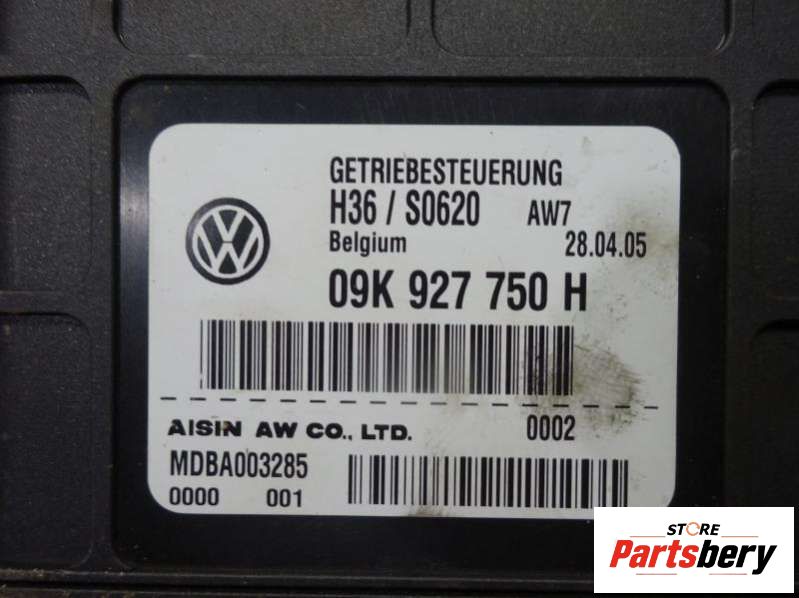 GETRIEBESTEUERUNG
H36 / S0620 AW7
Belgium 28.04.05
09K 927 750 H
AISIN AW CO., LTD. 0002
MDBA003285
0000 001
STORE
Partsbery